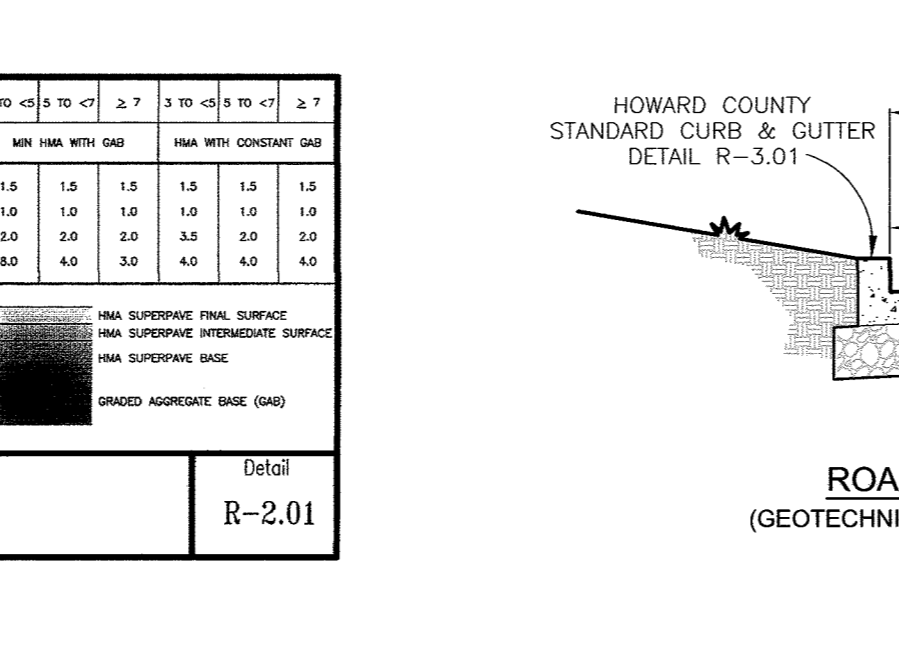 TO <5 5 TO <7 ≥ 7 3 TO <5 5 TO <7 ≥ 7
MIN HMA WITH GAB HMA WITH CONSTANT GAB
1.5 1.5 1.5 1.5 1.5 1.5
1.0 1.0 1.0 1.0 1.0 1.0
2.0 2.0 2.0 3.5 2.0 2.0
8.0 4.0 3.0 4.0 4.0 4.0
HMA SUPERPAVE FINAL SURFACE
HMA SUPERPAVE INTERMEDIATE SURFACE
HMA SUPERPAVE BASE
GRADED AGGREGATE BASE (GAB)
Detail
R-2.01
HOWARD COUNTY
STANDARD CURB & GUTTER
DETAIL R-3.01
ROA
(GEOTECHNI